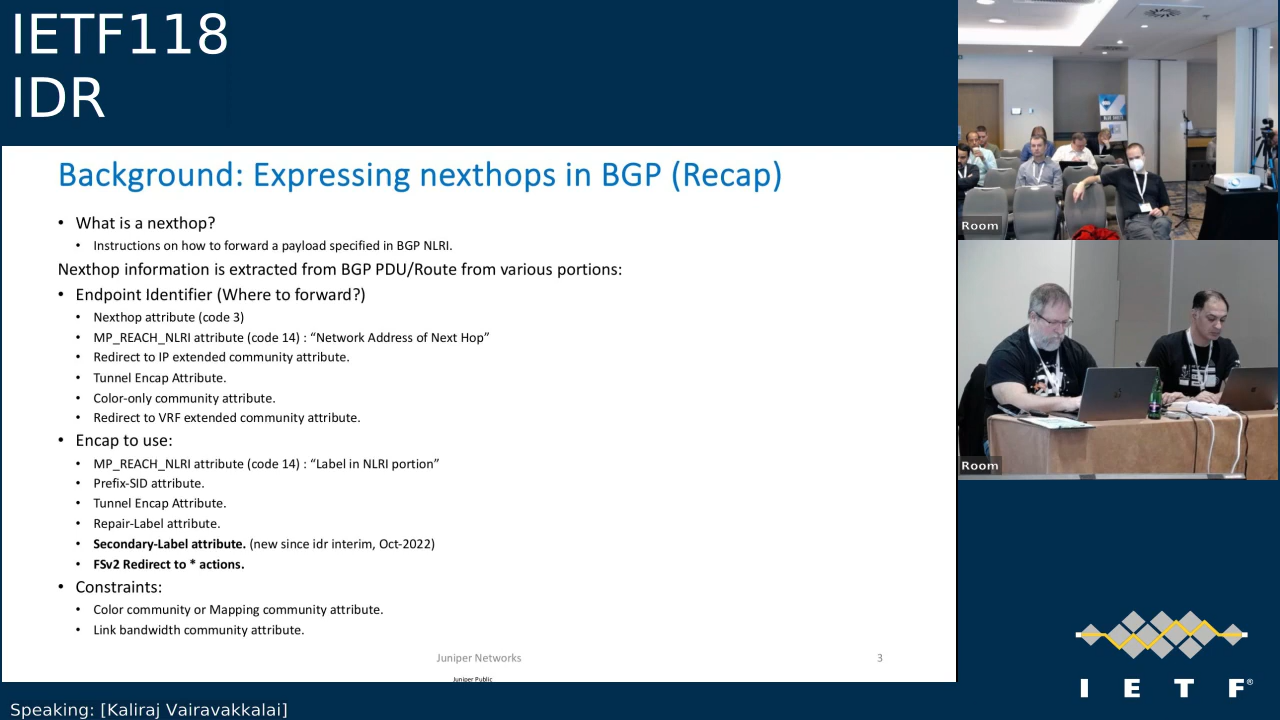 IETF118
IDR
Background: Expressing nexthops in BGP (Recap)
• What is a nexthop?
• Instructions on how to forward a payload specified in BGP NLRI.
Nexthop information is extracted from BGP PDU/Route from various portions:
• Endpoint Identifier (Where to forward?)
• Nexthop attribute (code 3)
• MP_REACH_NLRI attribute (code 14) : “Network Address of Next Hop”
• Redirect to IP extended community attribute.
• Tunnel Encap Attribute.
• Color-only community attribute.
• Redirect to VRF extended community attribute.
• Encap to use:
• MP_REACH_NLRI attribute (code 14) : “Label in NLRI portion”
• Prefix-SID attribute.
• Tunnel Encap Attribute.
• Repair-Label attribute.
• Secondary-Label attribute. (new since idr interim, Oct-2022)
• FSv2 Redirect to * actions.
• Constraints:
• Color community or Mapping community attribute.
• Link bandwidth community attribute.
Juniper Networks
3
Juniper Public
Room
Room
I E T F®
Speaking: [Kaliraj Vairavakkalai]